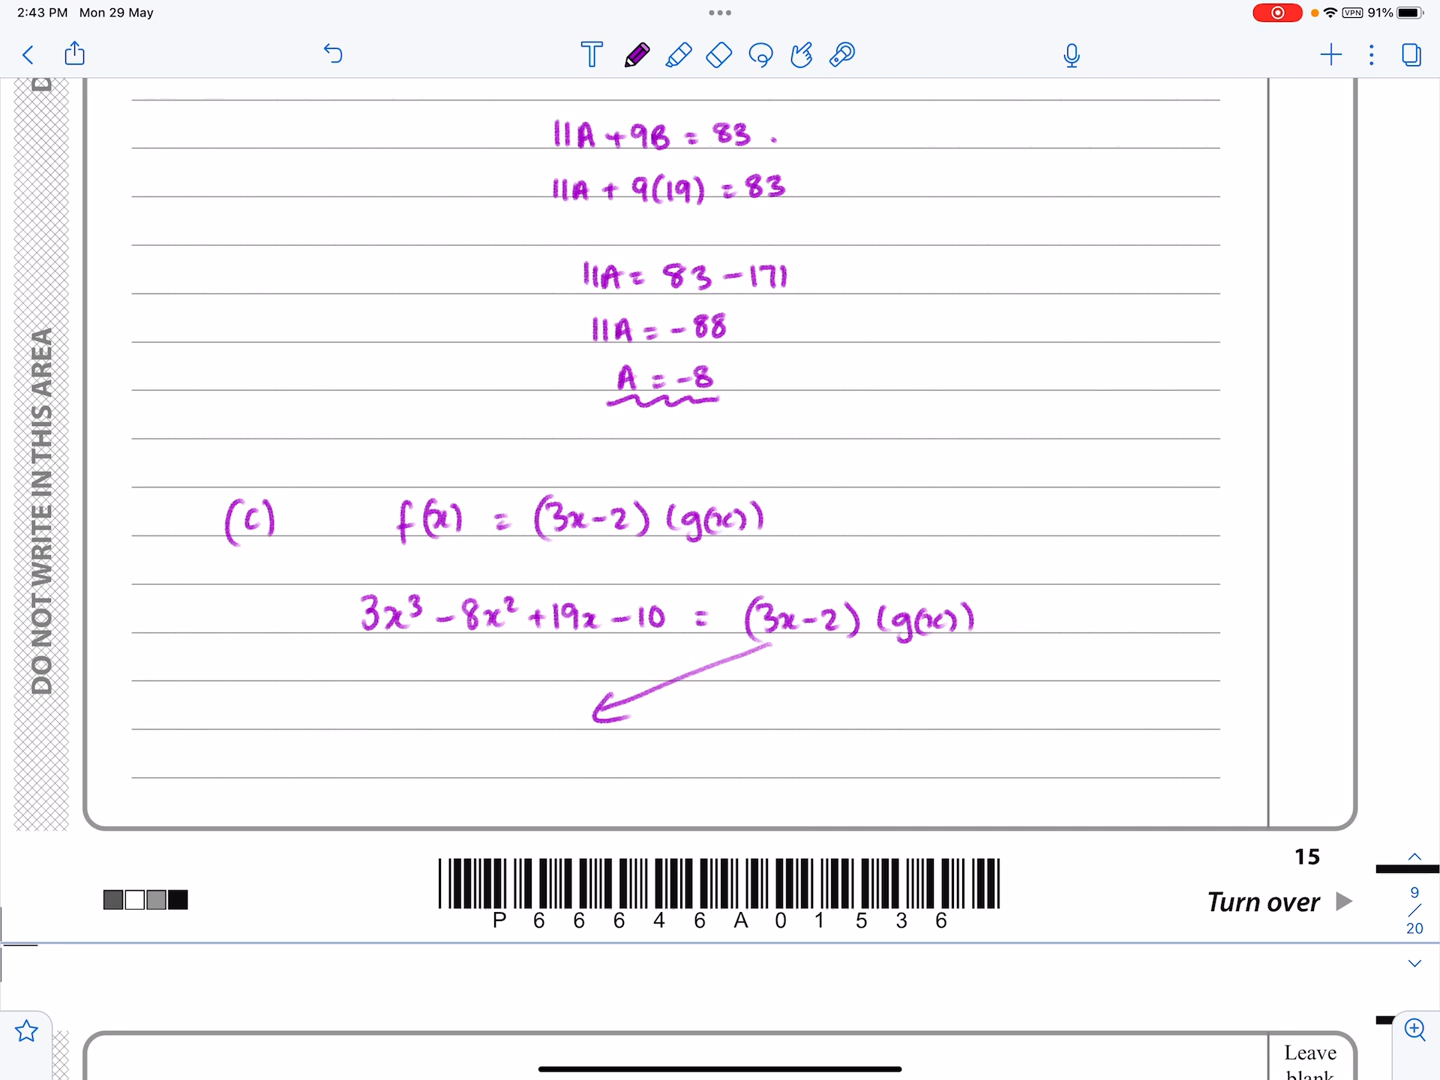 2:43 PM Mon 29 May
VPN 91%
T
D
11A + 9B = 83 .
11A + 9(19) = 83
11A = 83 - 171
11A = -88
A = -8
DO NOT WRITE IN THIS AREA
(c) f(x) = (3x-2) (g(x))
3x³ - 8x² + 19x - 10 = (3x-2) (g(x))
15
Turn over
P 6 6 6 4 6 A 0 1 5 3 6
9
/
20
Leave
blank